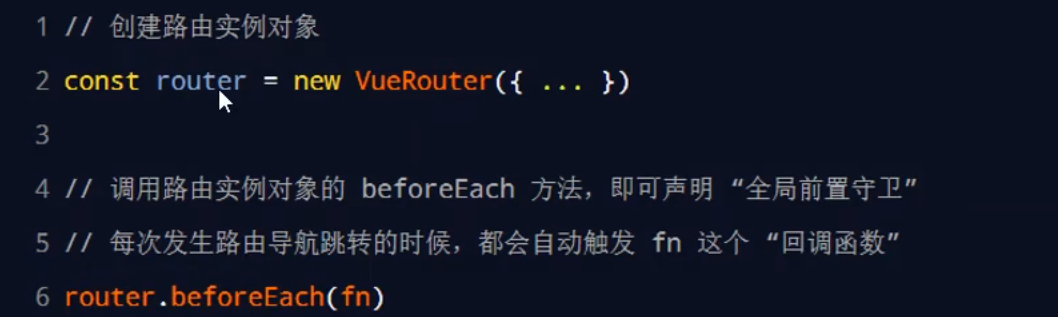 1 // 创建路由实例对象
2 const router = new VueRouter({ ... })
3
4 // 调用路由实例对象的 beforeEach 方法，即可声明 “全局前置守卫”
5 // 每次发生路由导航跳转的时候，都会自动触发 fn 这个 “回调函数”
6 router.beforeEach(fn)